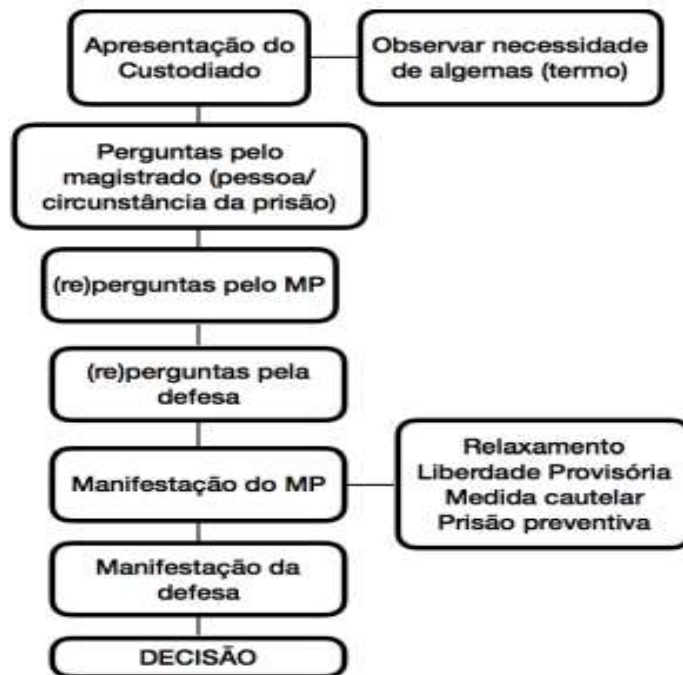 Apresentação do
Custodiado
Observar necessidade
de algemas (termo)
Perguntas pelo
magistrado (pessoa/
circunstância da prisão)
(re)perguntas pelo MP
(re)perguntas pela
defesa
Manifestação do MP
Relaxamento
Liberdade Provisória
Medida cautelar
Prisão preventiva
Manifestação da
defesa
DECISÃO